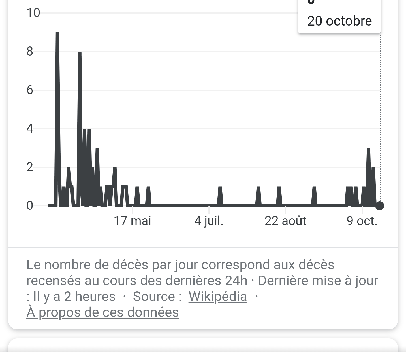 10
20 octobre
8
6
4
2
0
17 mai 4 juil. 22 août 9 oct.
Le nombre de décès par jour correspond aux décès
recensés au cours des dernières 24h · Dernière mise à jour
: Il y a 2 heures · Source : Wikipédia ·
À propos de ces données